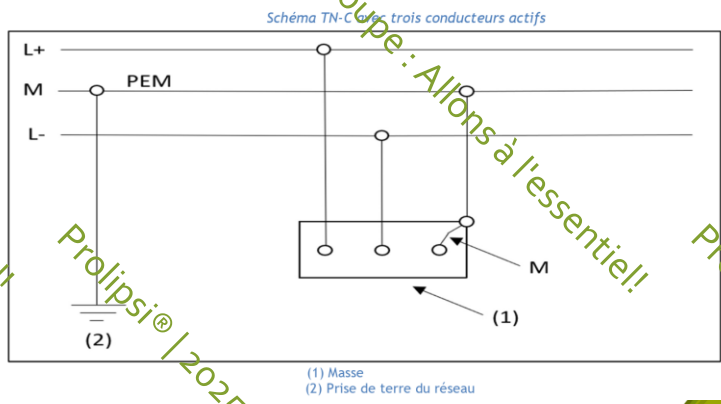 Schéma TN-C avec trois conducteurs actifs
L+
M
PEM
L-
M
(1)
(2)
(1) Masse
(2) Prise de terre du réseau
oupe : Allons à l'essentiel!
Prolipsi® | 2025